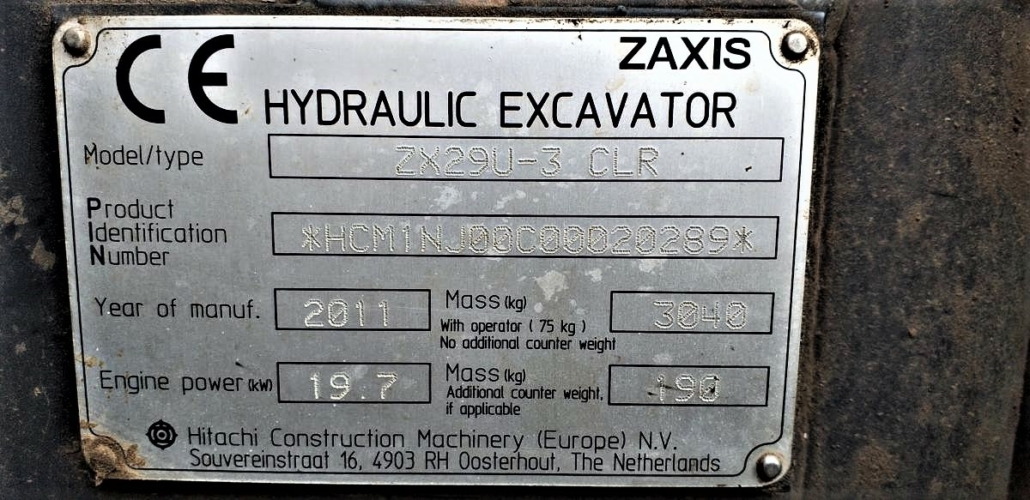 CE
ZAXIS
HYDRAULIC EXCAVATOR
Model/type ZX29U-3 CLR
Product
Identification *HCM1NJ00C00020289*
Number
Year of manuf. 2011 Mass (kg) 3040
With operator ( 75 kg )
No additional counter weight
Engine power (kW) 19.7 Mass (kg) 190
Additional counter weight,
if applicable
Hitachi Construction Machinery (Europe) N.V.
Souvereinstraat 16, 4903 RH Oosterhout, The Netherlands